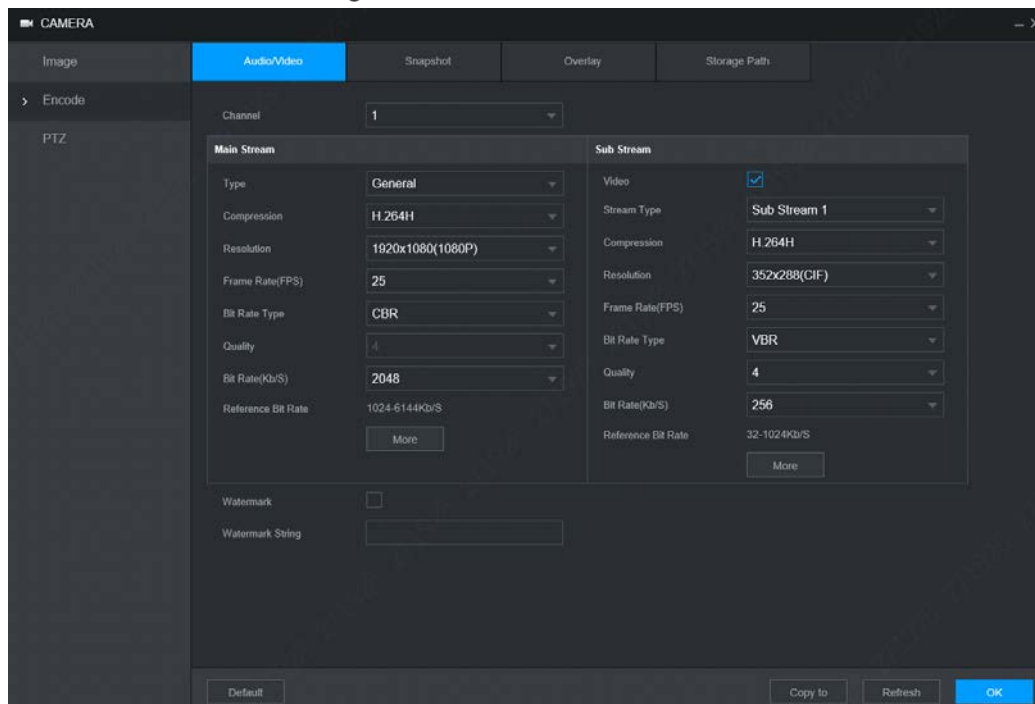 CAMERA
Image
Encode
PTZ
Audio/Video Snapshot Overlay Storage Path
Channel 1
Main Stream
Type General
Compression H.264H
Resolution 1920x1080(1080P)
Frame Rate(FPS) 25
Bit Rate Type CBR
Quality 4
Bit Rate(Kb/S) 2048
Reference Bit Rate 1024-6144Kb/S
More
Sub Stream
Video
Stream Type Sub Stream 1
Compression H.264H
Resolution 352x288(CIF)
Frame Rate(FPS) 25
Bit Rate Type VBR
Quality 4
Bit Rate(Kb/S) 256
Reference Bit Rate 32-1024Kb/S
More
Watermark
Watermark String
Default Copy to Refresh OK